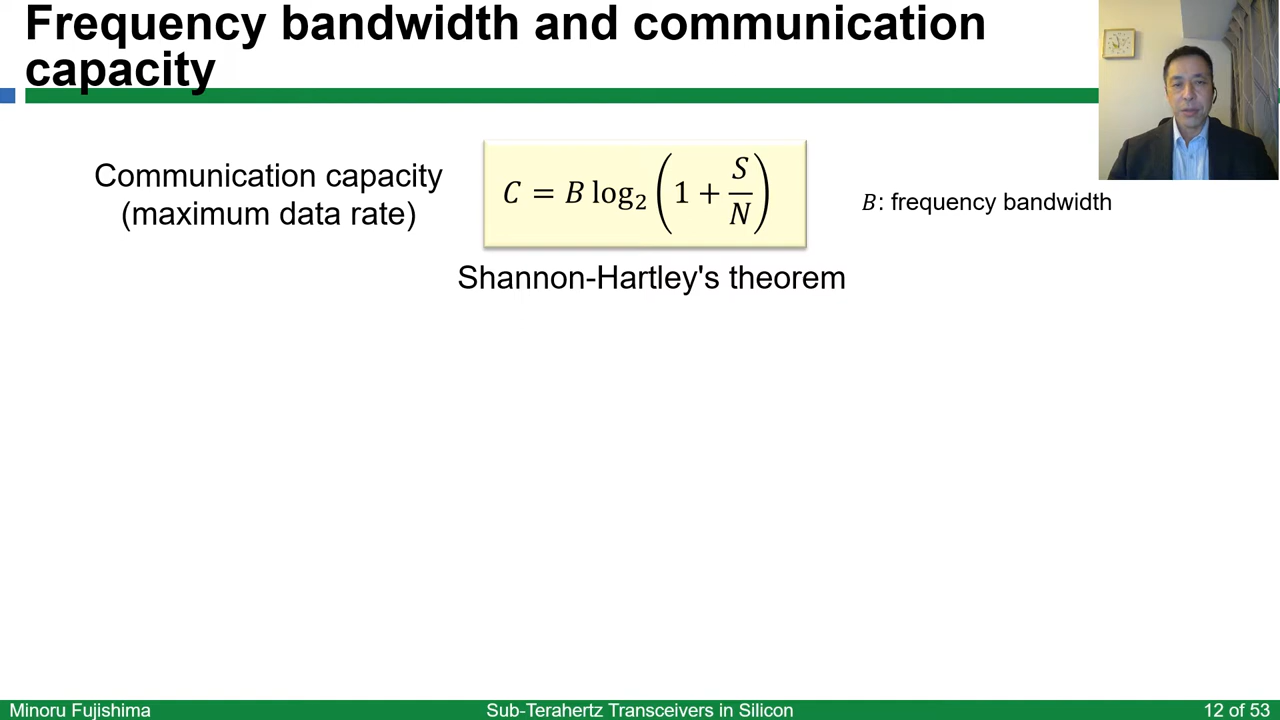 Frequency bandwidth and communication
capacity
Communication capacity
(maximum data rate)
C = B log₂ (1 + S/N)
B: frequency bandwidth
Shannon-Hartley's theorem
Minoru Fujishima
Sub-Terahertz Transceivers in Silicon
12 of 53